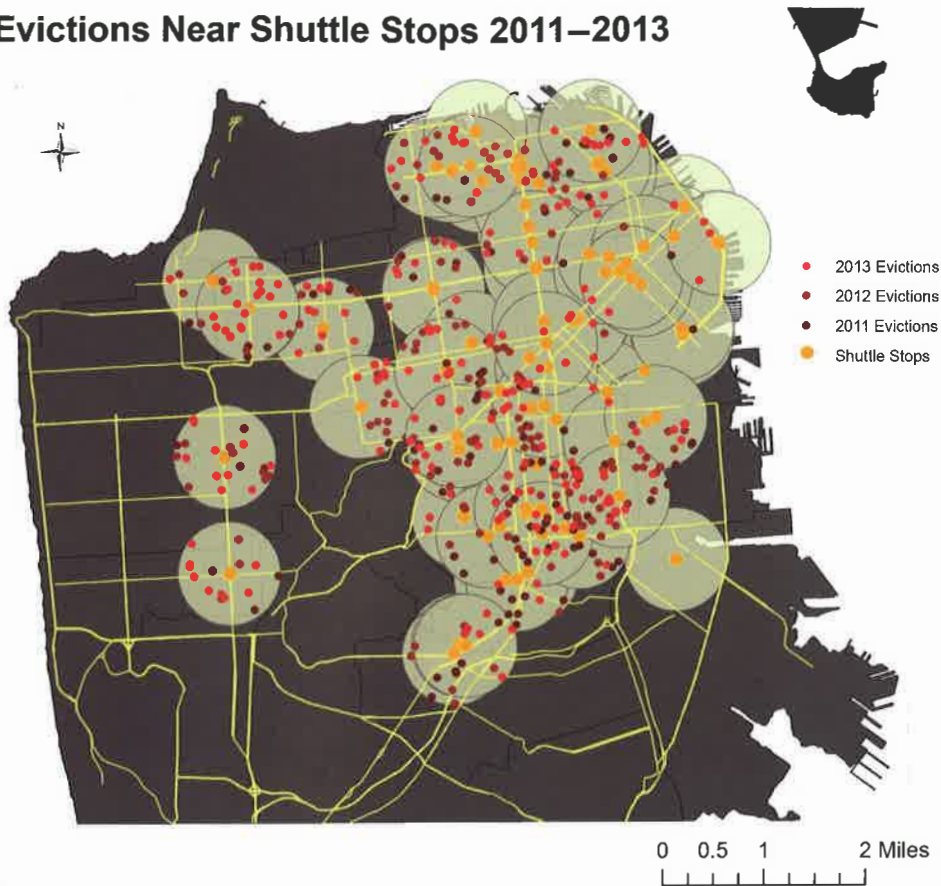 Evictions Near Shuttle Stops 2011–2013
N
2013 Evictions
2012 Evictions
2011 Evictions
Shuttle Stops
0 0.5 1 2 Miles